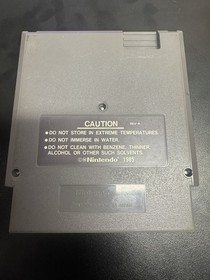 CAUTION
•DO NOT STORE IN EXTREME TEMPERATURES.
•DO NOT IMMERSE IN WATER.
•DO NOT CLEAN WITH BENZENE, THINNER,
ALCOHOL OR OTHER SUCH SOLVENTS.
©®Nintendo 1985